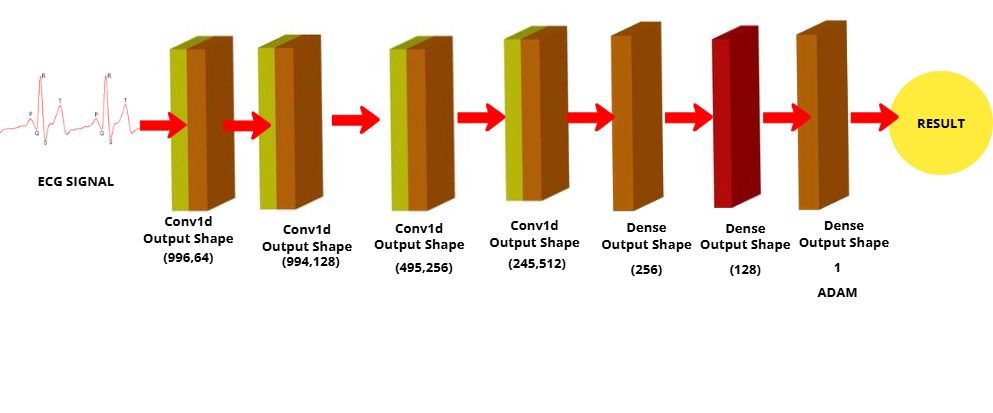 R
R
P
T
P
T
Q
Q
S
S
ECG SIGNAL
Conv1d
Output Shape
(996,64)
Conv1d
Output Shape
(994,128)
Conv1d
Output Shape
(495,256)
Conv1d
Output Shape
(245,512)
Dense
Output Shape
(256)
Dense
Output Shape
(128)
Dense
Output Shape
1
ADAM
RESULT